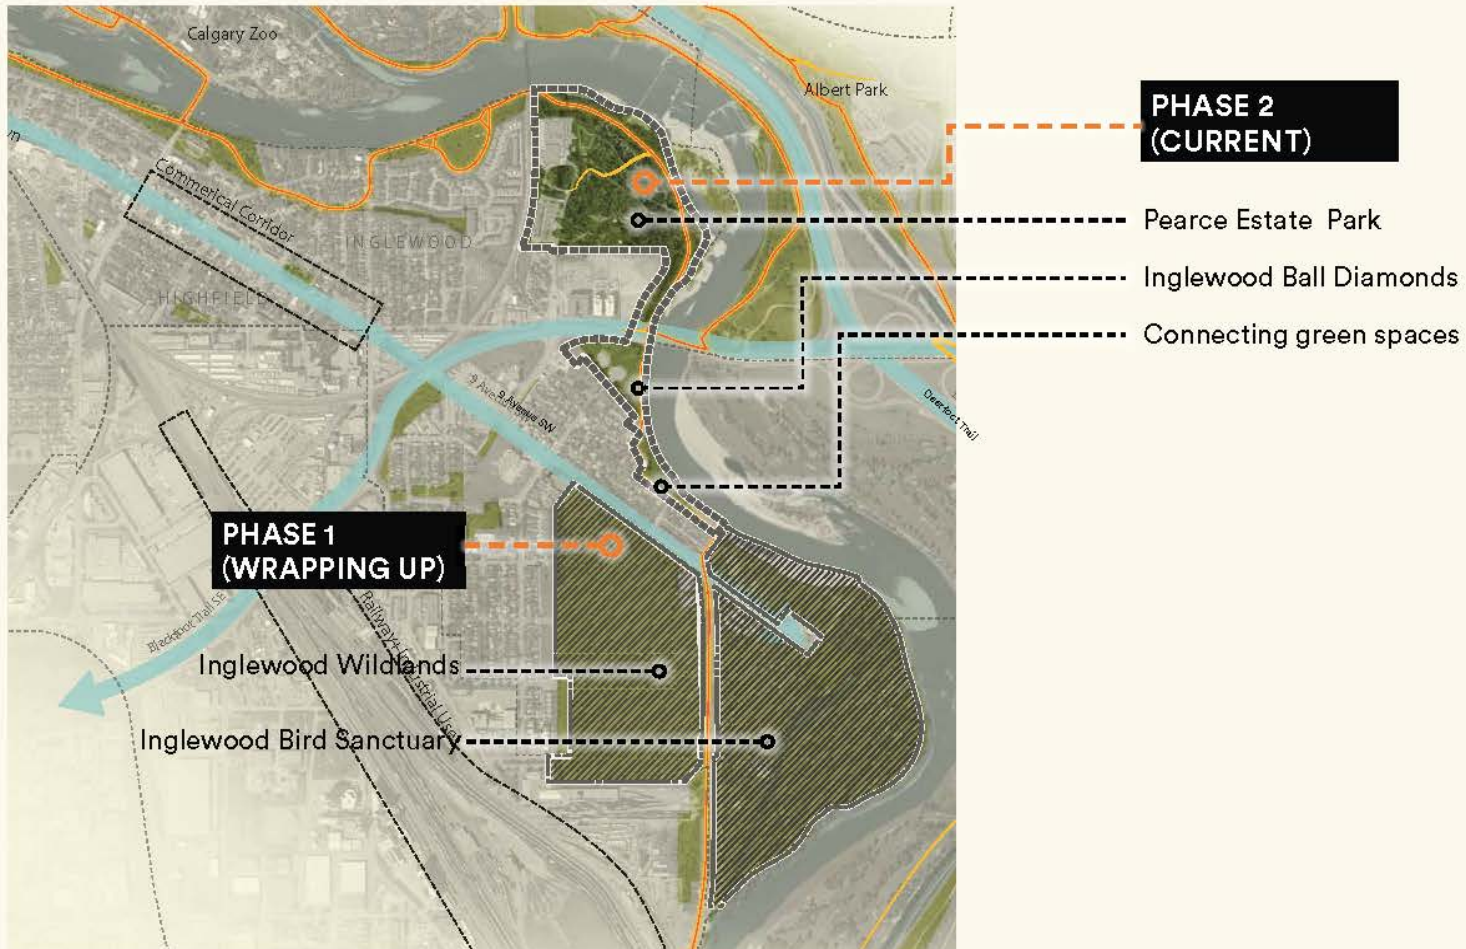 Calgary Zoo
Albert Park
PHASE 2
(CURRENT)
Commerical Corridor
Pearce Estate Park
INGLEWOOD
Inglewood Ball Diamonds
HIGHFIELD
Connecting green spaces
9 Avenue SW
Deerfoot Trail
PHASE 1
(WRAPPING UP)
Blackfoot Trail SE
Railway+ Industrial Use
Inglewood Wildlands
Inglewood Bird Sanctuary